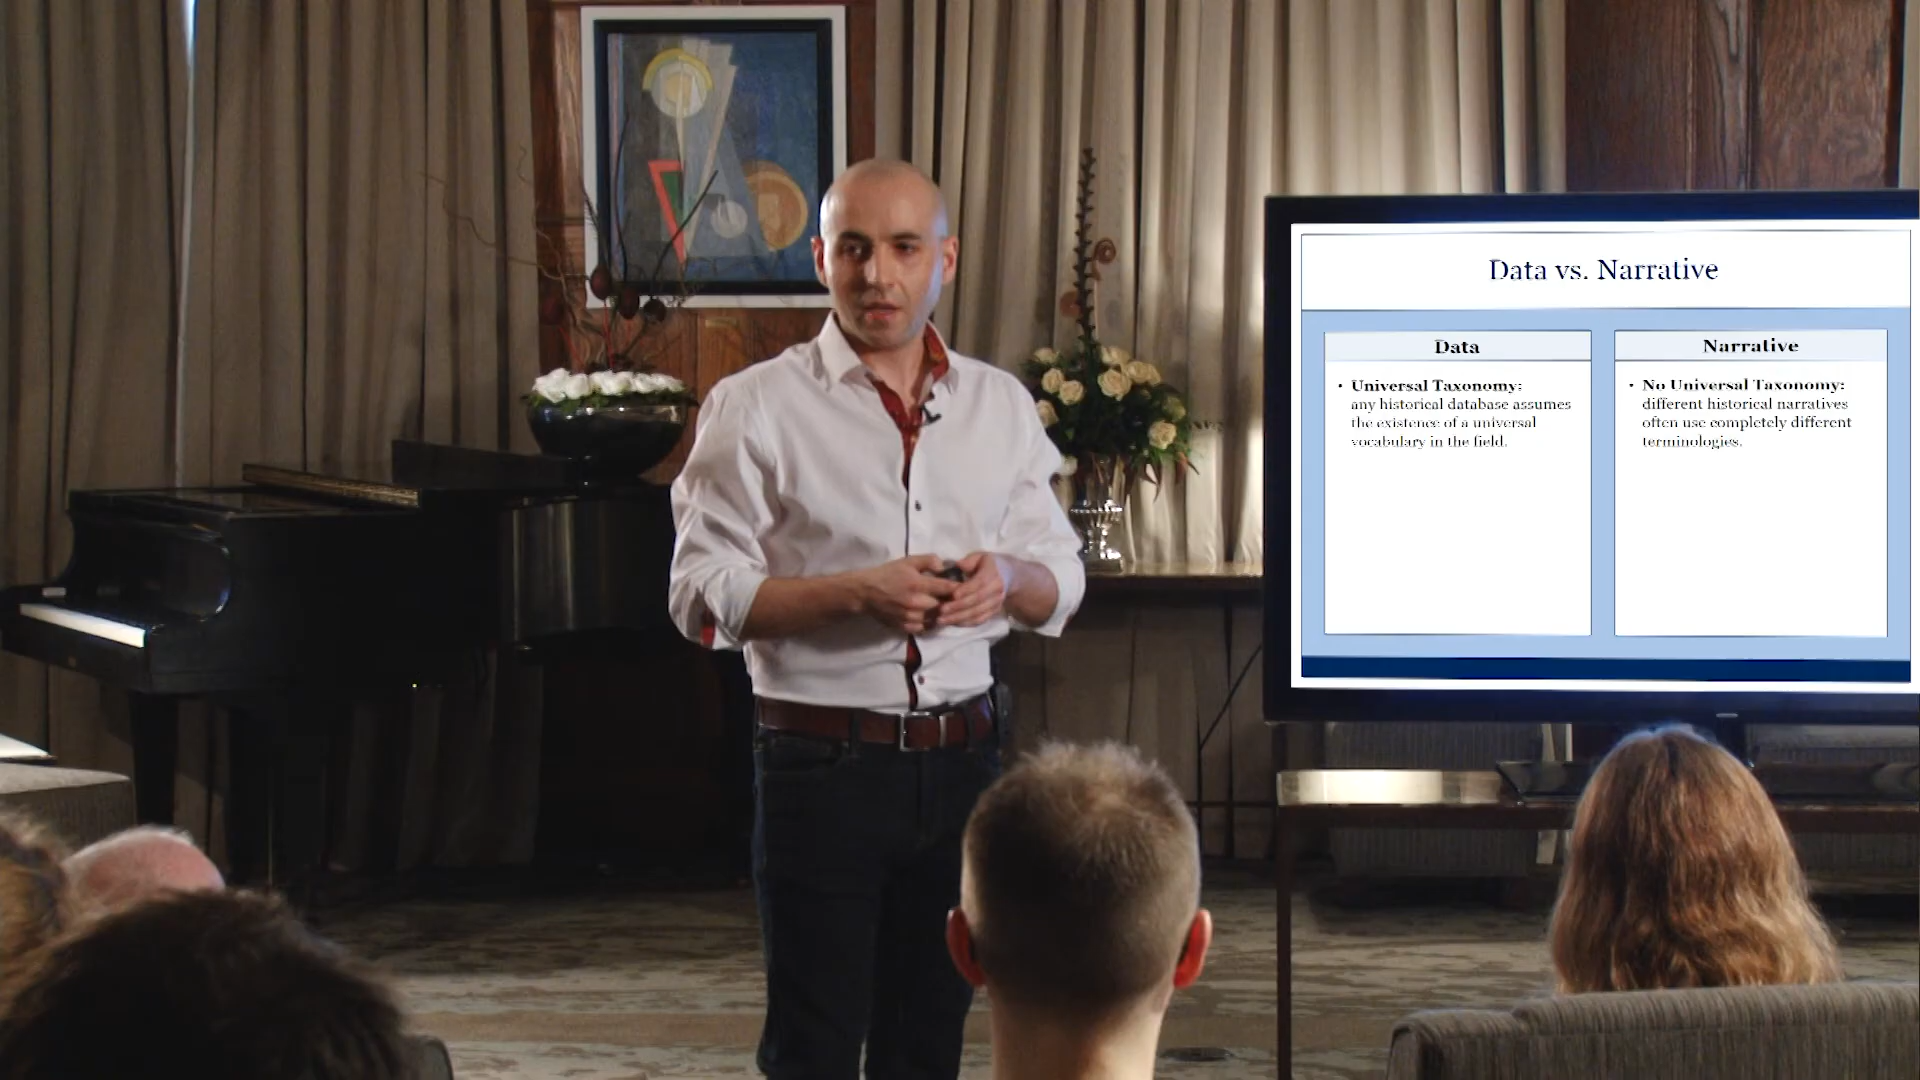 Data vs. Narrative
Data
• Universal Taxonomy:
any historical database assumes
the existence of a universal
vocabulary in the field.
Narrative
• No Universal Taxonomy:
different historical narratives
often use completely different
terminologies.